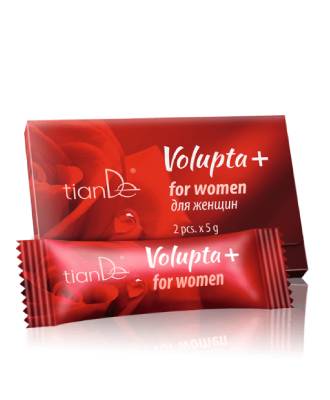 tianDe
Volupta+
for women
для женщин
2 pcs. x 5 g
tianDe
Volupta+
for women